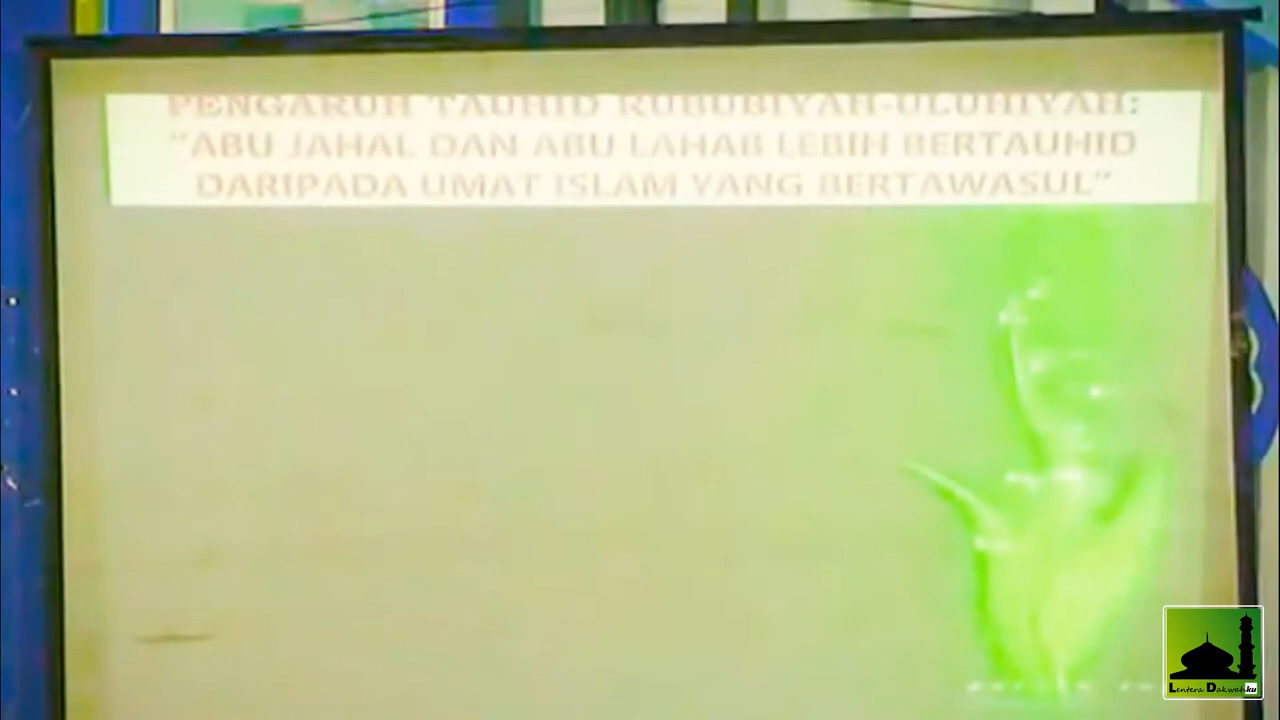 PENGARUH TAUHID RUBUBIYAH-ULUHIYAH:
"ABU JAHAL DAN ABU LAHAB LEBIH BERTAUHID
DARIPADA UMAT ISLAM YANG BERTAWASUL"
Lentera Dakwahku